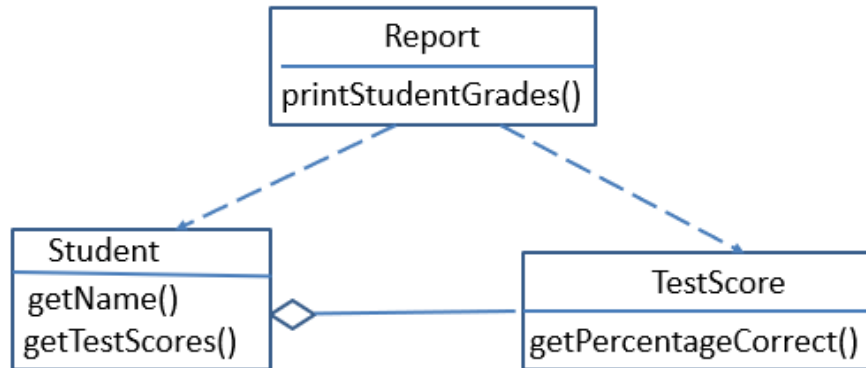 Report
printStudentGrades()
Student
getName()
getTestScores()
TestScore
getPercentageCorrect()